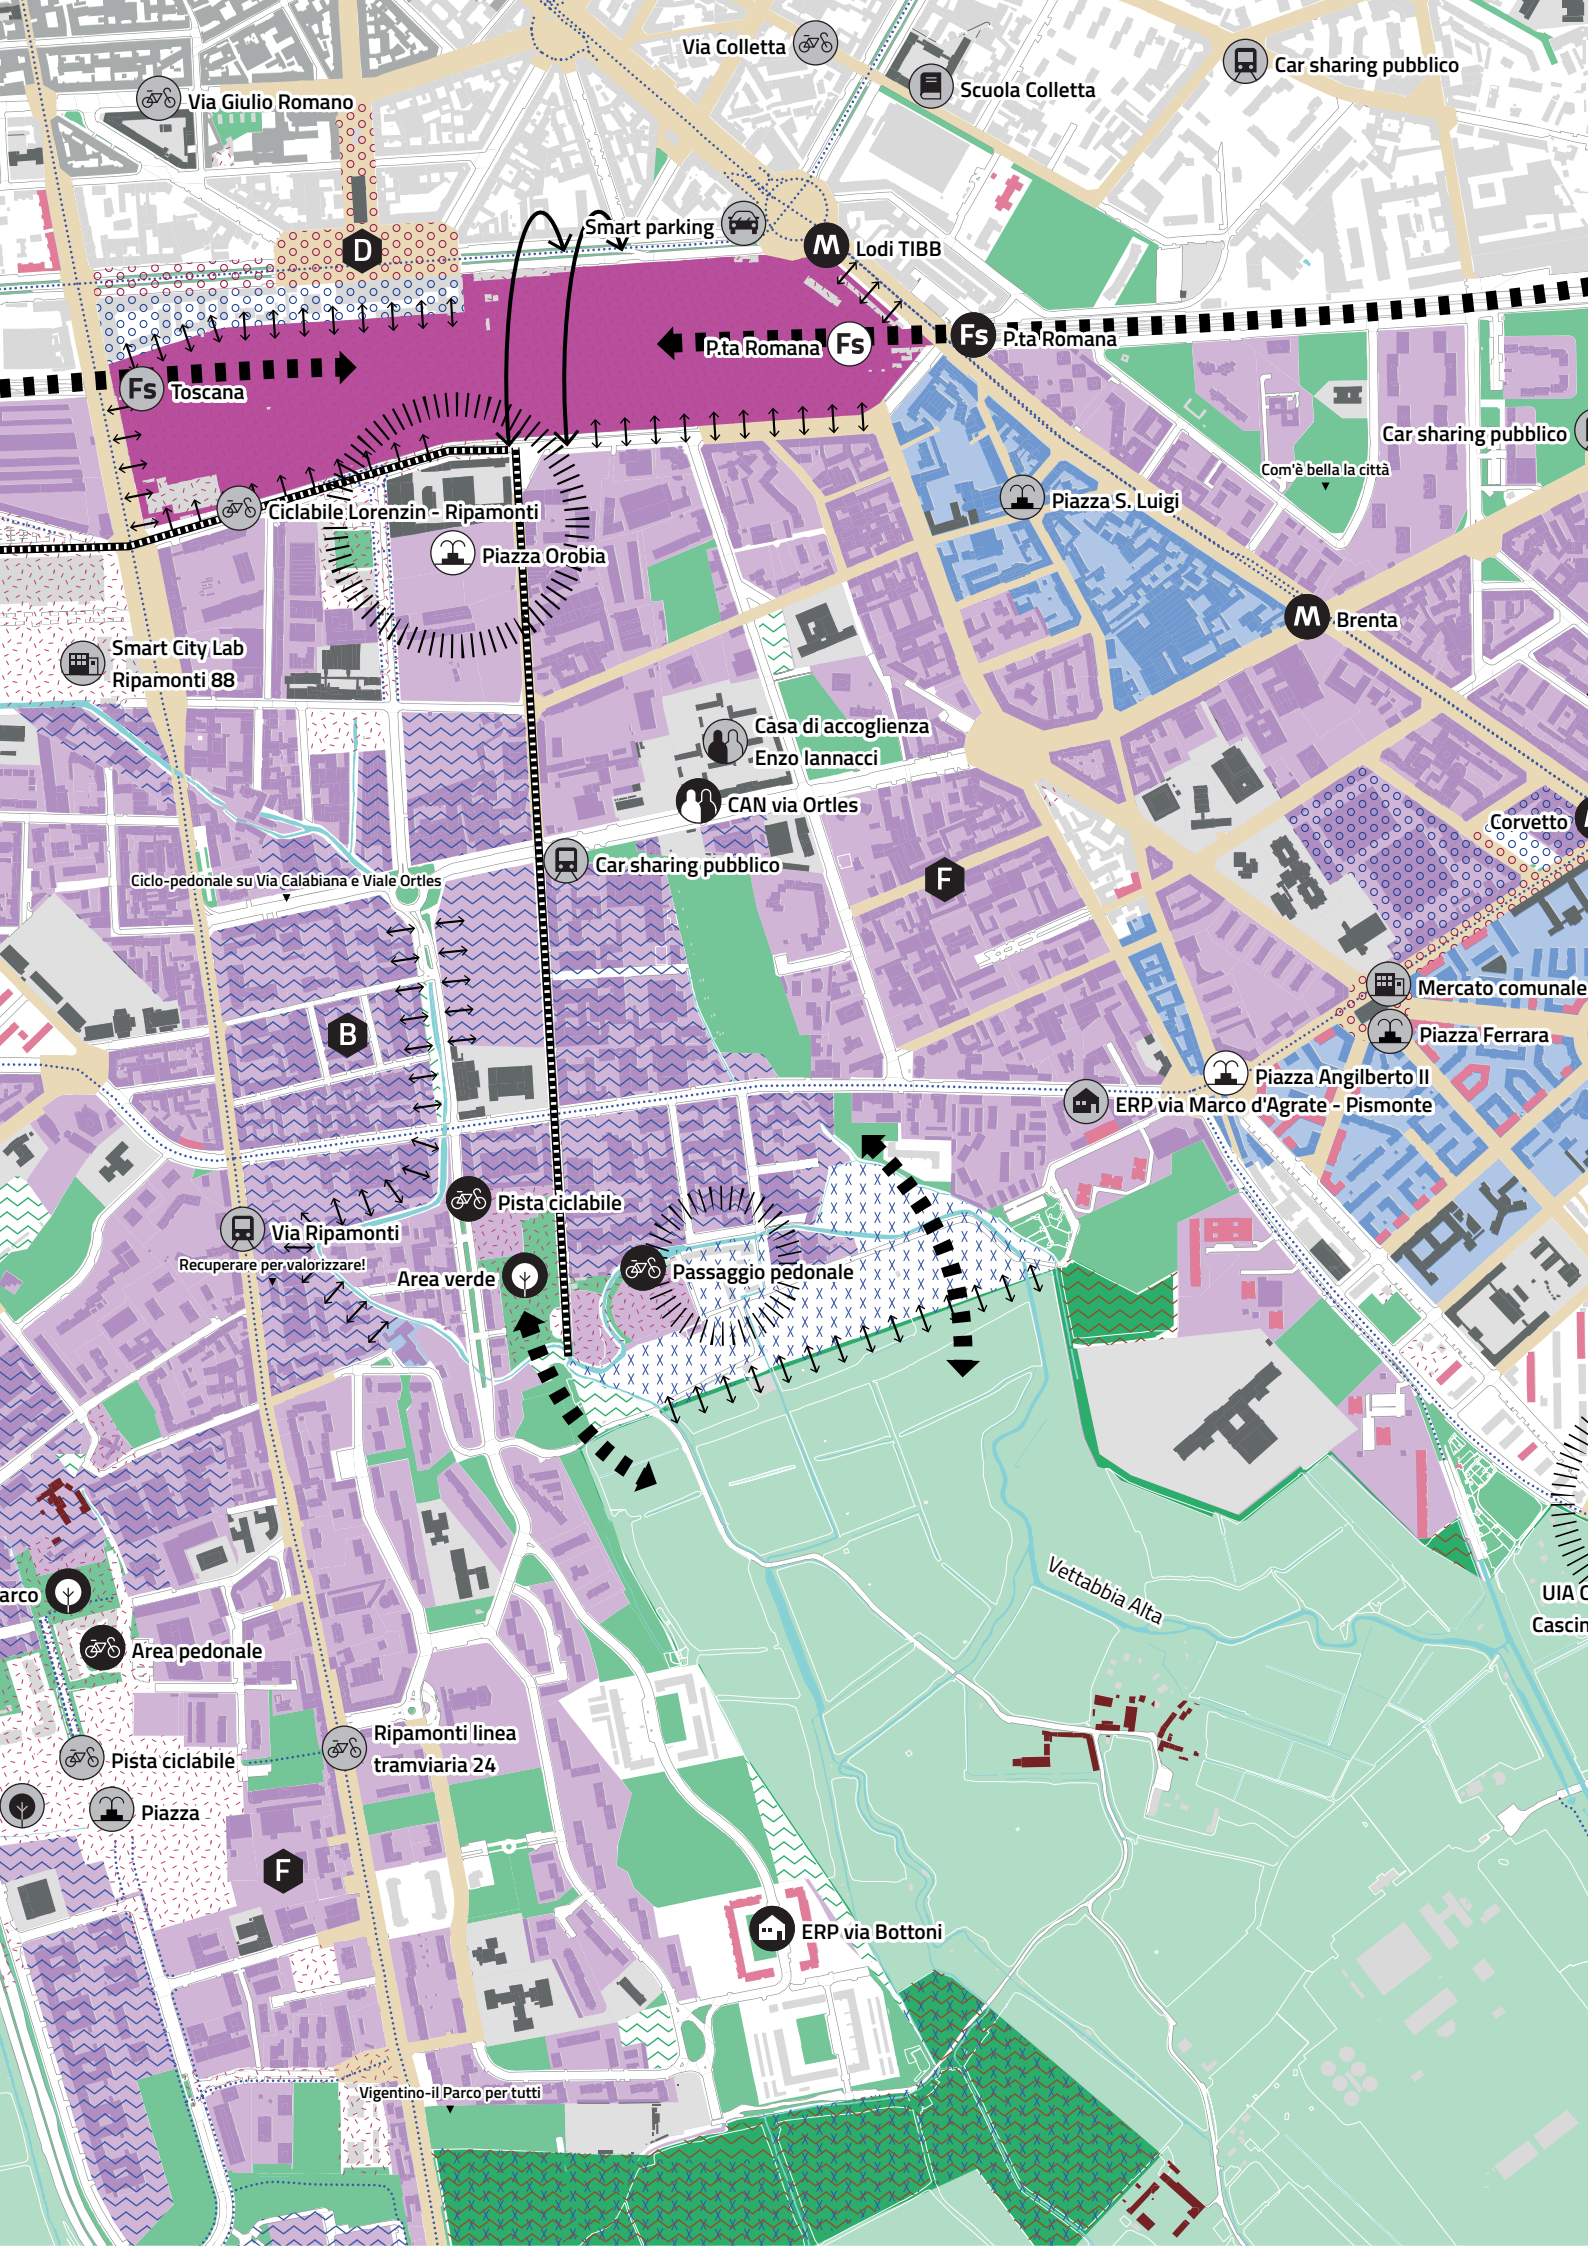 Via Colletta
Car sharing pubblico
Scuola Colletta
Via Giulio Romano
Smart parking
D
M
Lodi TIBB
P.ta Romana
Fs
Fs
P.ta Romana
Fs
Toscana
Car sharing pubblico
Com'è bella la città
Piazza S. Luigi
Ciclabile Lorenzin - Ripamonti
Piazza Orobia
M
Brenta
Smart City Lab
Ripamonti 88
Casa di accoglienza
Enzo Iannacci
CAN via Ortles
Corvetto
Car sharing pubblico
F
Ciclo-pedonale su Via Calabiana e Viale Ortles
Mercato comunale
B
Piazza Ferrara
Piazza Angilberto II
ERP via Marco d'Agrate - Pismonte
Pista ciclabile
Via Ripamonti
Recuperare per valorizzare!
Area verde
Passaggio pedonale
Vettabbia Alta
arco
UIA
Cascin
Area pedonale
Ripamonti linea
tramviaria 24
Pista ciclabile
Piazza
F
ERP via Bottoni
Vigentino-il Parco per tutti